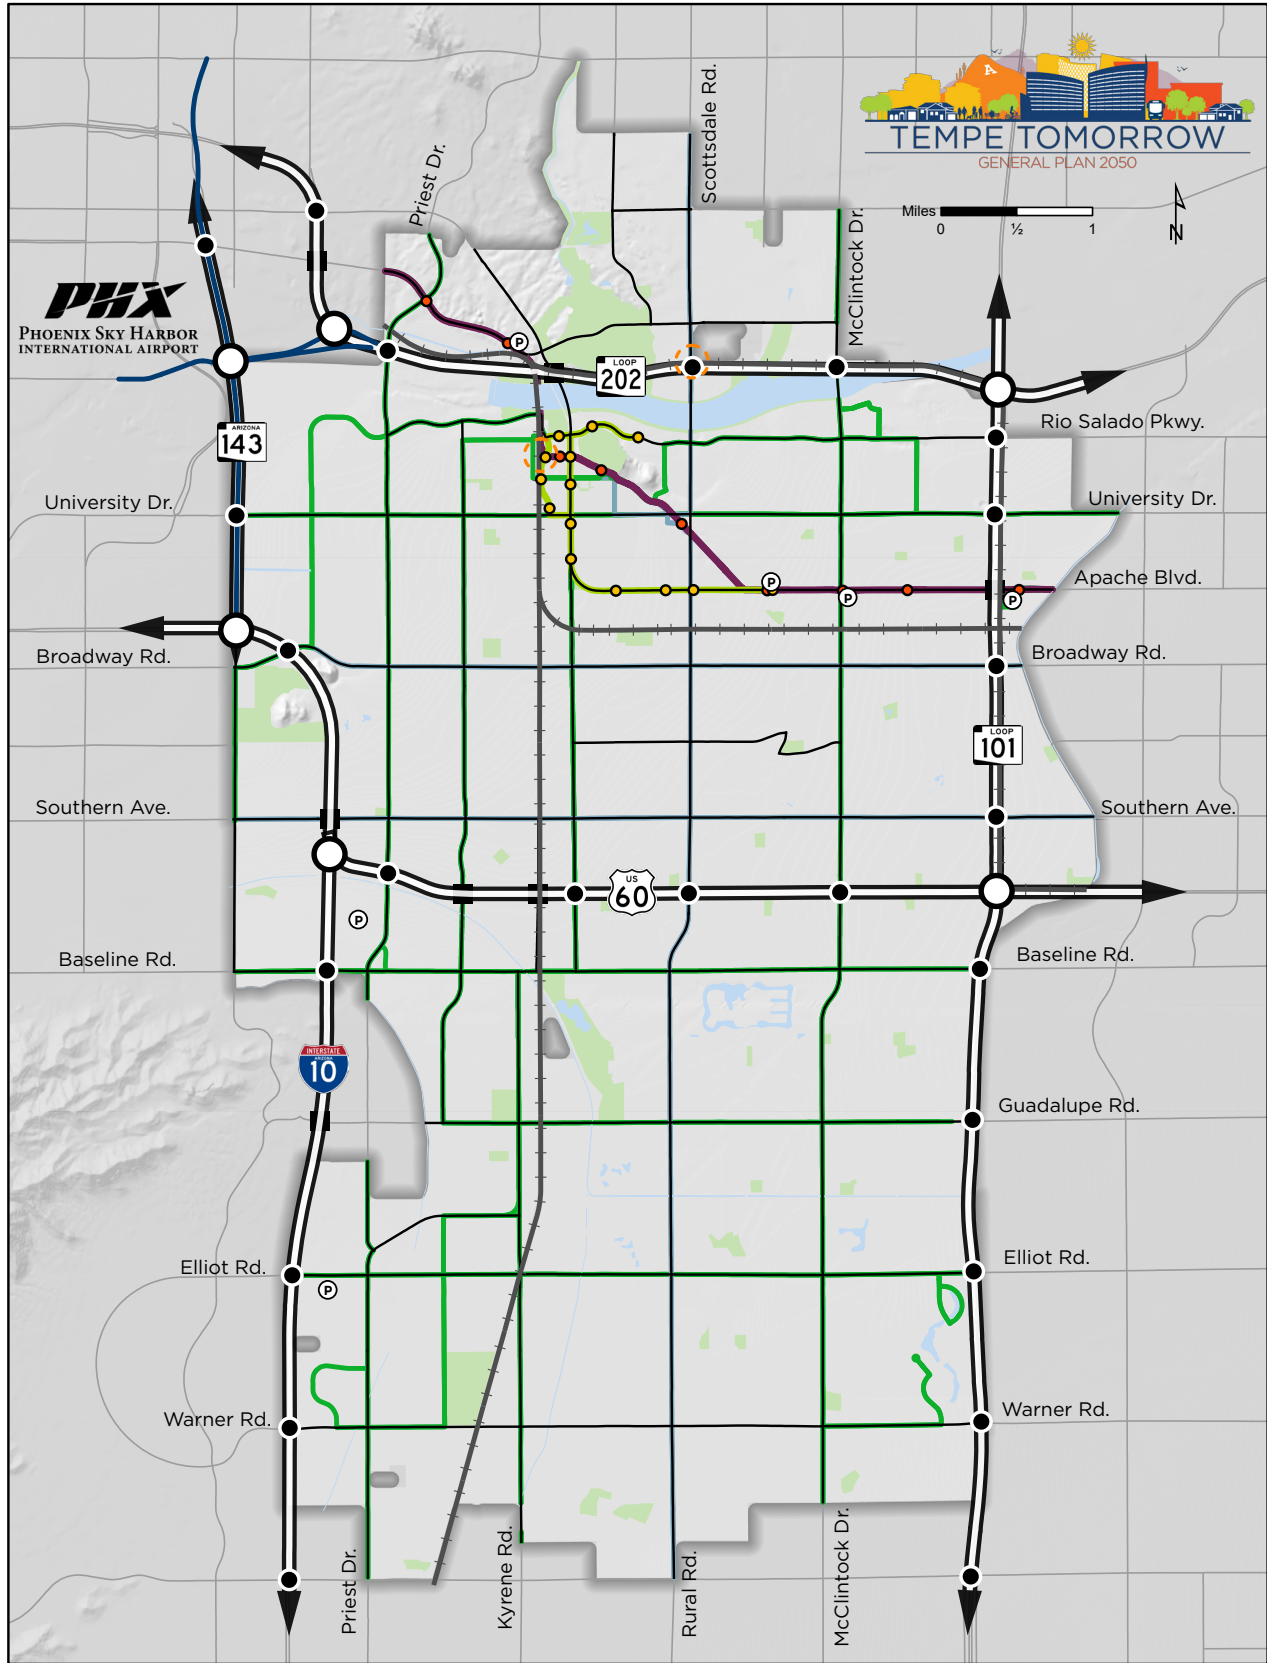 TEMPE TOMORROW
GENERAL PLAN 2050
Scottsdale Rd.
Priest Dr.
McClintock Dr.
Miles
0 ½ 1
N
A
PHX
PHOENIX SKY HARBOR
INTERNATIONAL AIRPORT
LOOP
202
ARIZONA
143
Rio Salado Pkwy.
University Dr.
University Dr.
P
P
P
P
Apache Blvd.
Broadway Rd.
Broadway Rd.
LOOP
101
Southern Ave.
Southern Ave.
US
60
P
Baseline Rd.
Baseline Rd.
INTERSTATE
ARIZONA
10
Guadalupe Rd.
Elliot Rd.
Elliot Rd.
P
Warner Rd.
Warner Rd.
Priest Dr.
Kyrene Rd.
Rural Rd.
McClintock Dr.